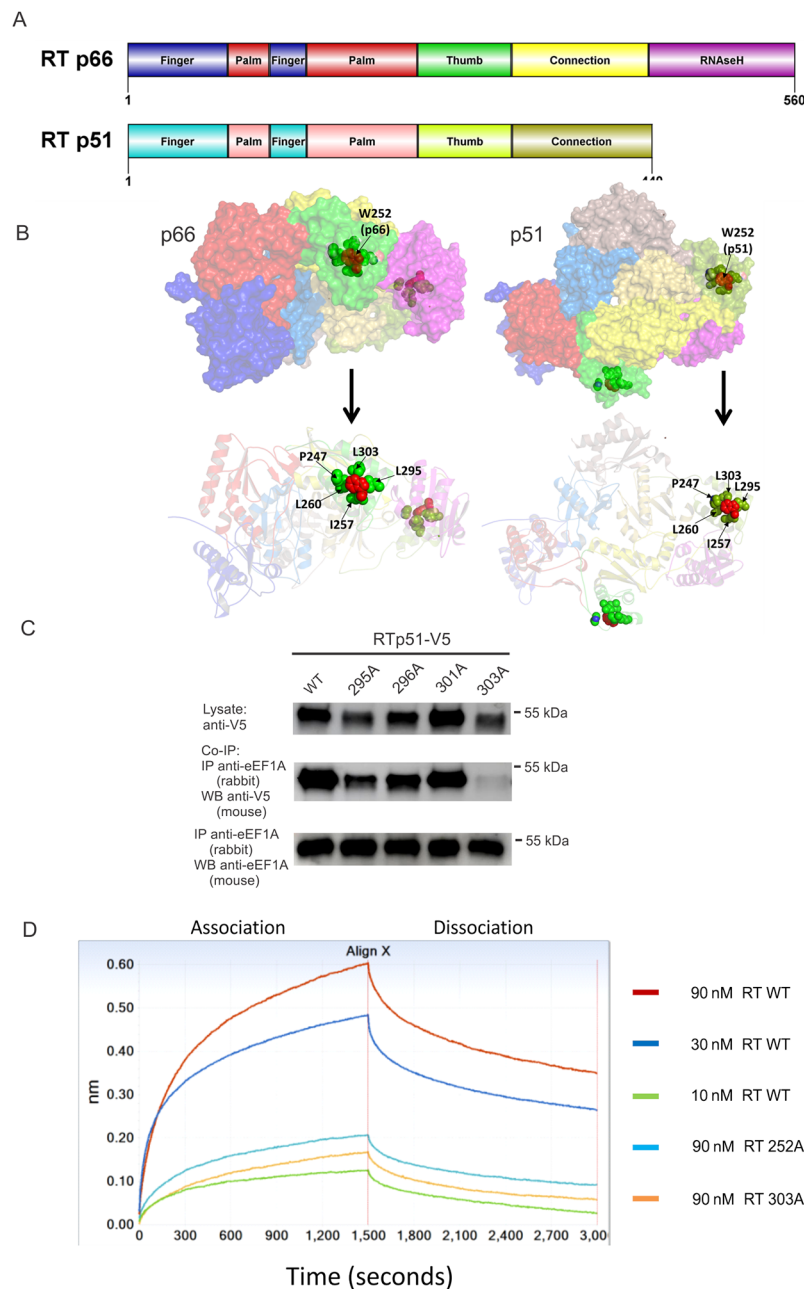 A
RT p66
Finger
Palm
Finger
Palm
Thumb
Connection
RNAseH
1
560
RT p51
Finger
Palm
Finger
Palm
Thumb
Connection
1
B
p66
W252
(p66)
p51
W252
(p51)
P247
L303
L295
L260
I257
P247
L303
L295
L260
I257
C
RTp51-V5
WT
295A
296A
301A
303A
Lysate:
anti-V5
55 kDa
Co-IP:
IP anti-eEF1A
(rabbit)
WB anti-V5
(mouse)
55 kDa
IP anti-eEF1A
(rabbit)
WB anti-eEF1A
(mouse)
55 kDa
D
Association
Dissociation
Align X
0.60
0.50
0.40
0.30
0.20
0.10
0.00
nm
0
300
600
900
1,200
1,500
1,800
2,100
2,400
2,700
3,00
Time (seconds)
90 nM RT WT
30 nM RT WT
10 nM RT WT
90 nM RT 252A
90 nM RT 303A